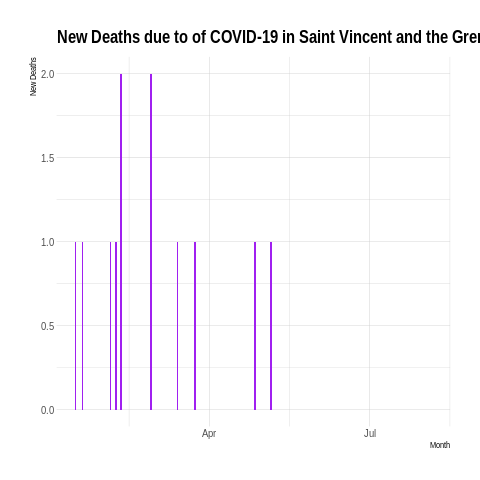 New Deaths due to of COVID-19 in Saint Vincent and the Gre
New Deaths
2.0
1.5
1.0
0.5
0.0
Apr
Jul
Month